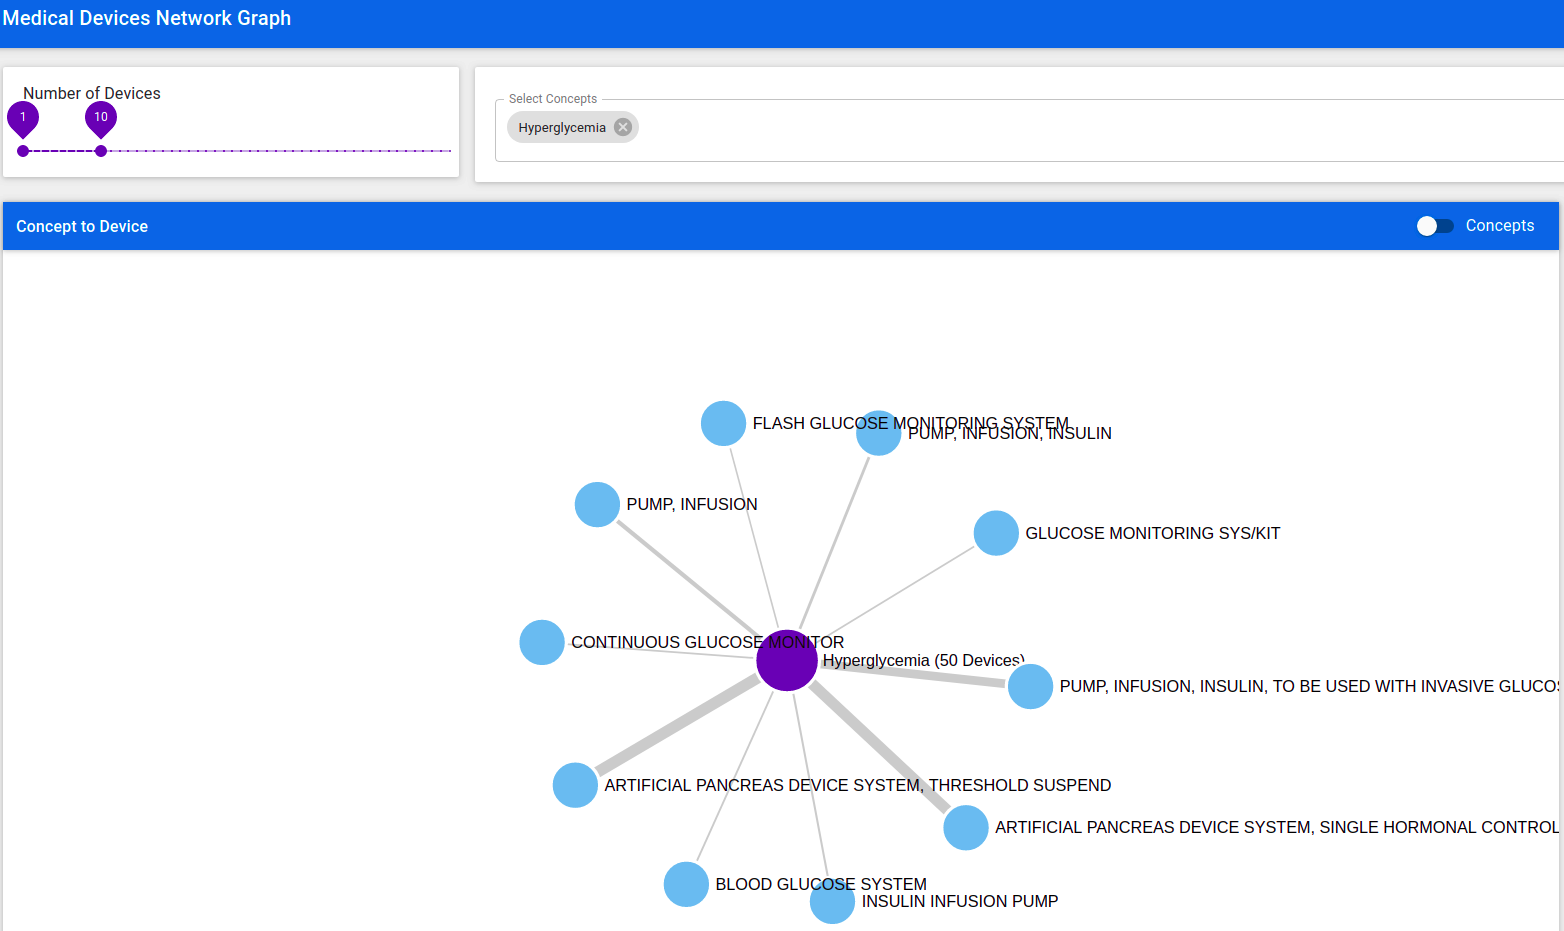 Medical Devices Network Graph
Number of Devices
1
10
Select Concepts
Hyperglycemia
Concept to Device
Concepts
FLASH GLUCOSE MONITORING SYSTEM
PUMP, INFUSION, INSULIN
PUMP, INFUSION
GLUCOSE MONITORING SYS/KIT
CONTINUOUS GLUCOSE MONITOR
Hyperglycemia (50 Devices)
PUMP, INFUSION, INSULIN, TO BE USED WITH INVASIVE GLUCOS
ARTIFICIAL PANCREAS DEVICE SYSTEM, THRESHOLD SUSPEND
ARTIFICIAL PANCREAS DEVICE SYSTEM, SINGLE HORMONAL CONTROL
BLOOD GLUCOSE SYSTEM
INSULIN INFUSION PUMP